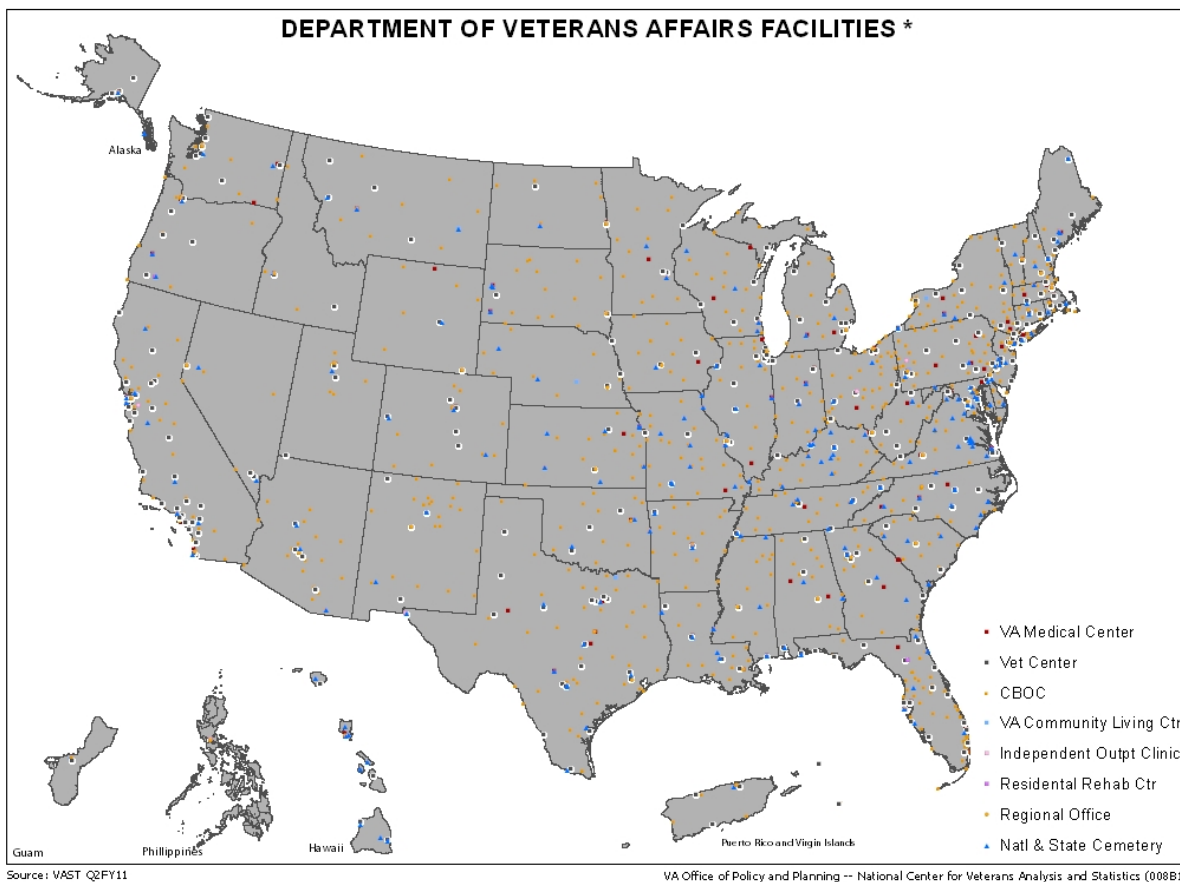 DEPARTMENT OF VETERANS AFFAIRS FACILITIES *
Alaska
VA Medical Center
Vet Center
CBOC
VA Community Living Ctr
Independent Outpt Clinic
Residental Rehab Ctr
Regional Office
Natl & State Cemetery
Guam
Phillippines
Hawaii
Puerto Rico and Virgin Islands
Source: VAST Q2FY11
VA Office of Policy and Planning -- National Center for Veterans Analysis and Statistics (008B1